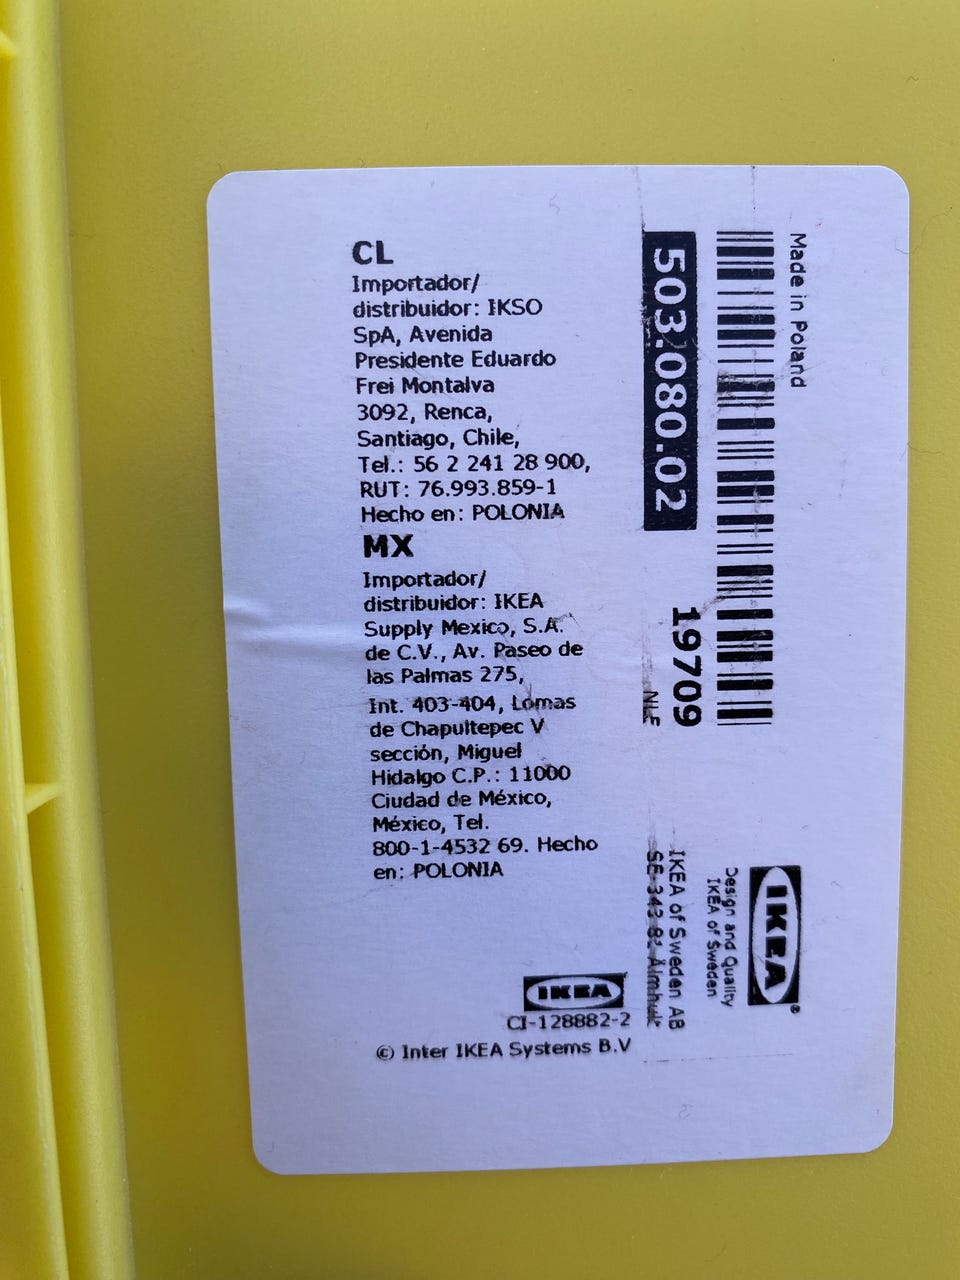 CL
Importador/
distribuidor: IKSO
SpA, Avenida
Presidente Eduardo
Frei Montalva
3092, Renca,
Santiago, Chile,
Tel.: 56 2 241 28 900,
RUT: 76.993.859-1
Hecho en: POLONIA
MX
Importador/
distribuidor: IKEA
Supply Mexico, S.A.
de C.V., Av. Paseo de
las Palmas 275,
Int. 403-404, Lomas
de Chapultepec V
sección, Miguel
Hidalgo C.P.: 11000
Ciudad de México,
México, Tel.
800-1-4532 69. Hecho
en: POLONIA
IKEA
CI-128882-2
© Inter IKEA Systems B.V
Made in Poland
503.080.02
19709
IKEA®
Design and Quality
IKEA of Sweden
IKEA of Sweden AB
SE-343 81 Älmhult